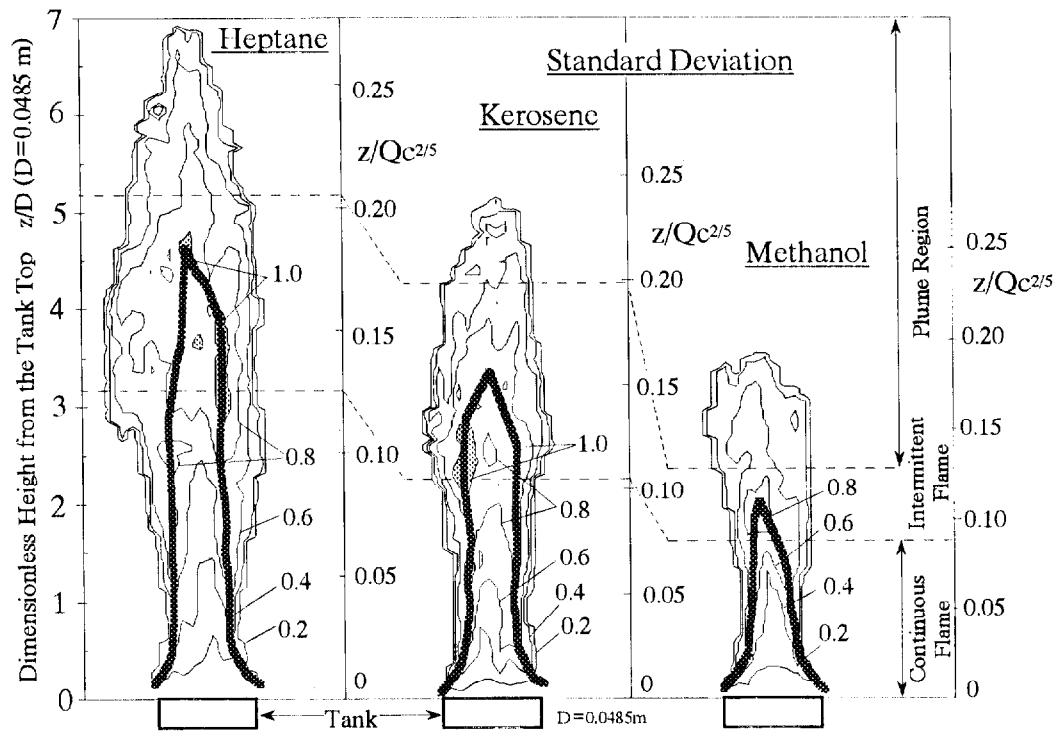 Dimensionless Height from the Tank Top z/D (D=0.0485 m)
7
6
5
4
3
2
1
0
Heptane
1.0
0.8
0.6
0.4
0.2
0.25
z/Qc2/5
0.20
0.15
0.10
0.05
0
Standard Deviation
Kerosene
1.0
0.8
0.6
0.4
0.2
0.25
z/Qc2/5
0.20
0.15
0.10
0.05
0
Methanol
0.8
0.6
0.4
0.2
Plume Region
Intermittent
Flame
Continuous
Flame
0.25
z/Qc2/5
0.20
0.15
0.10
0.05
0
Tank
D=0.0485m